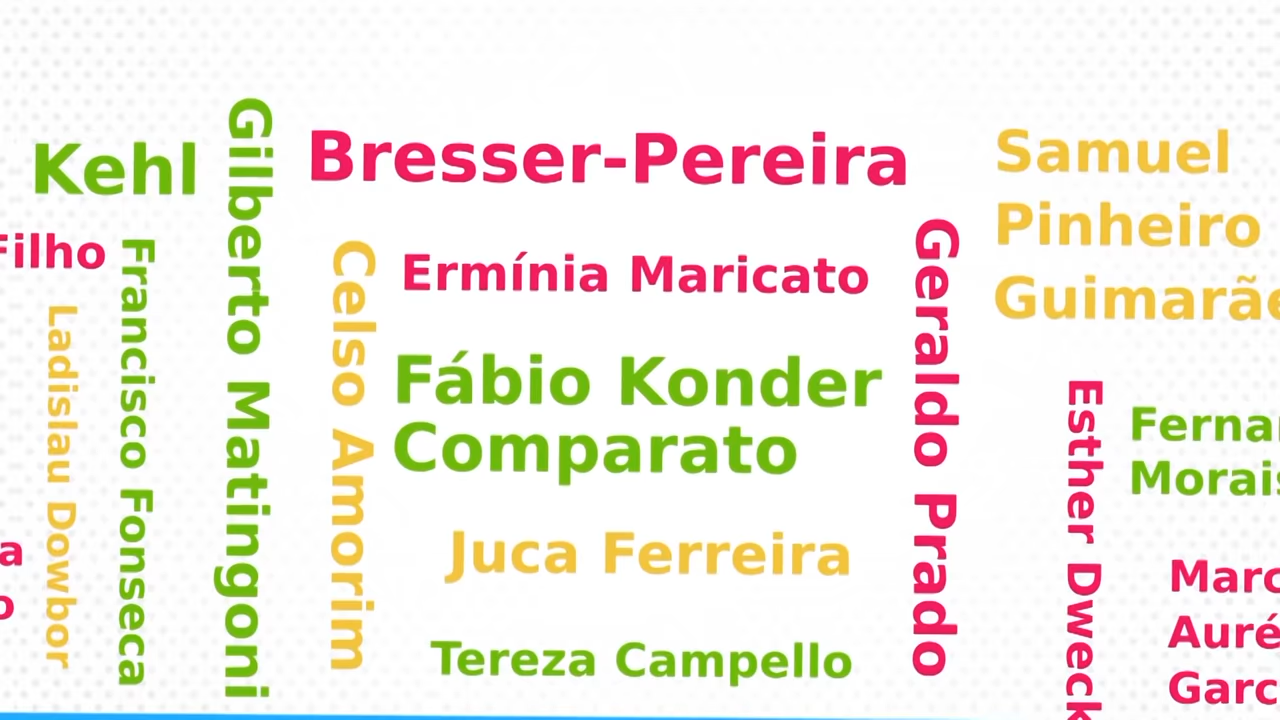 Kehl
Filho
Ladislau Dowbor
Francisco Fonseca
Gilberto Matingoni
Bresser-Pereira
Celso Amorim
Ermínia Maricato
Fábio Konder
Comparato
Juca Ferreira
Tereza Campello
Geraldo Prado
Samuel
Pinheiro
Esther Dweck